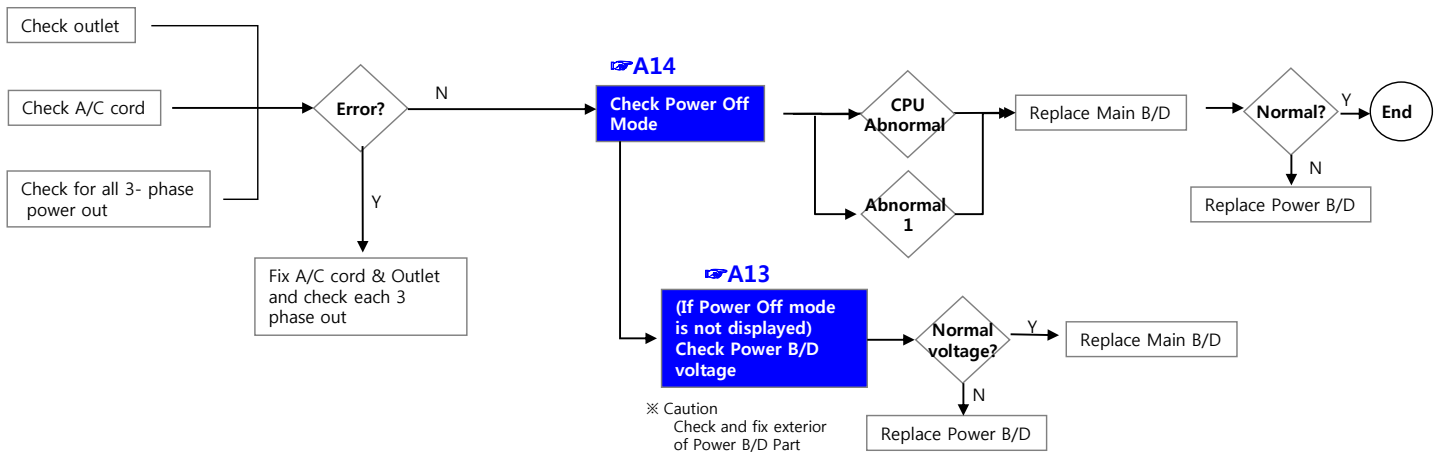 Check outlet
Check A/C cord
Check for all 3- phase
power out
Error?
N
Y
Fix A/C cord & Outlet
and check each 3
phase out
☞A14
Check Power Off
Mode
CPU
Abnormal
Abnormal
1
Replace Main B/D
Normal?
Y
End
N
Replace Power B/D
☞A13
(If Power Off mode
is not displayed)
Check Power B/D
voltage
※ Caution
Check and fix exterior
of Power B/D Part
Normal
voltage?
Y
Replace Main B/D
N
Replace Power B/D